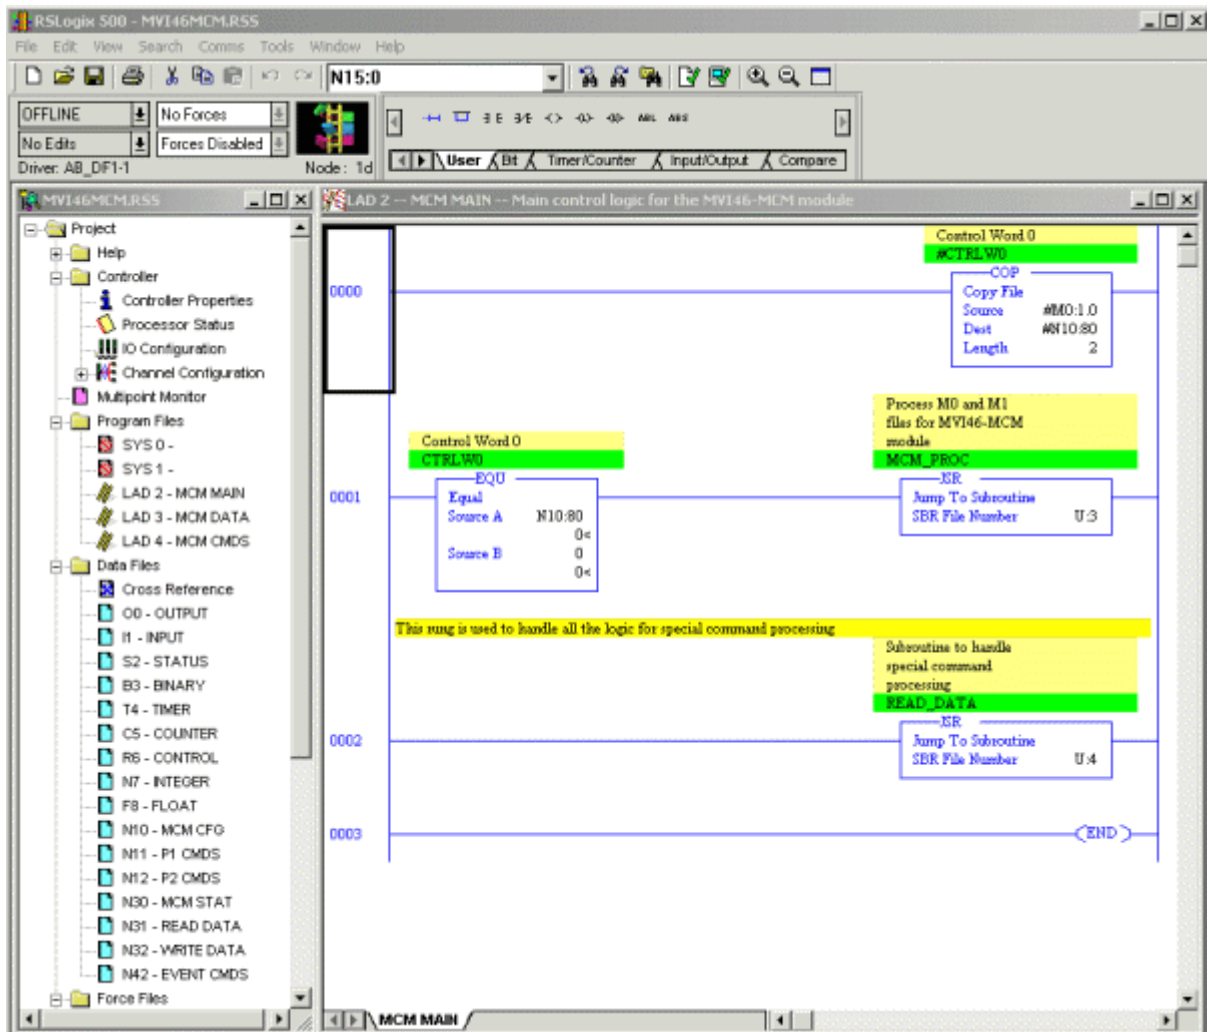 RSLogix 500 - MVI46MCM.RSS
File Edit View Search Comms Tools Window Help
N15:0
OFFLINE
No Forces
No Edits
Forces Disabled
Driver: AB_DF1-1
Node: 1d
ABL ABS
User Bit Timer/Counter Input/Output Compare
MVI46MCM.RSS
Project
Help
Controller
Controller Properties
Processor Status
IO Configuration
Channel Configuration
Multipoint Monitor
Program Files
SYS 0 -
SYS 1 -
LAD 2 - MCM MAIN
LAD 3 - MCM DATA
LAD 4 - MCM CMDS
Data Files
Cross Reference
O0 - OUTPUT
I1 - INPUT
S2 - STATUS
B3 - BINARY
T4 - TIMER
C5 - COUNTER
R6 - CONTROL
N7 - INTEGER
F8 - FLOAT
N10 - MCM CFG
N11 - P1 CMDS
N12 - P2 CMDS
N30 - MCM STAT
N31 - READ DATA
N32 - WRITE DATA
N42 - EVENT CMDS
Force Files
LAD 2 -- MCM MAIN -- Main control logic for the MVI46-MCM module
Control Word 0
#CTRLW0
COP
0000
Copy File
Source #M0:1.0
Dest #N10:80
Length 2
Process M0 and M1
files for MVI46-MCM
module
MCM_PROC
Control Word 0
CTRLW0
EQU
JSR
0001
Equal
Source A N10:80
0<
Source B 0
0<
Jump To Subroutine
SBR File Number U:3
This rung is used to handle all the logic for special command processing
Subroutine to handle
special command
processing
READ_DATA
JSR
0002
Jump To Subroutine
SBR File Number U:4
0003
END
MCM MAIN